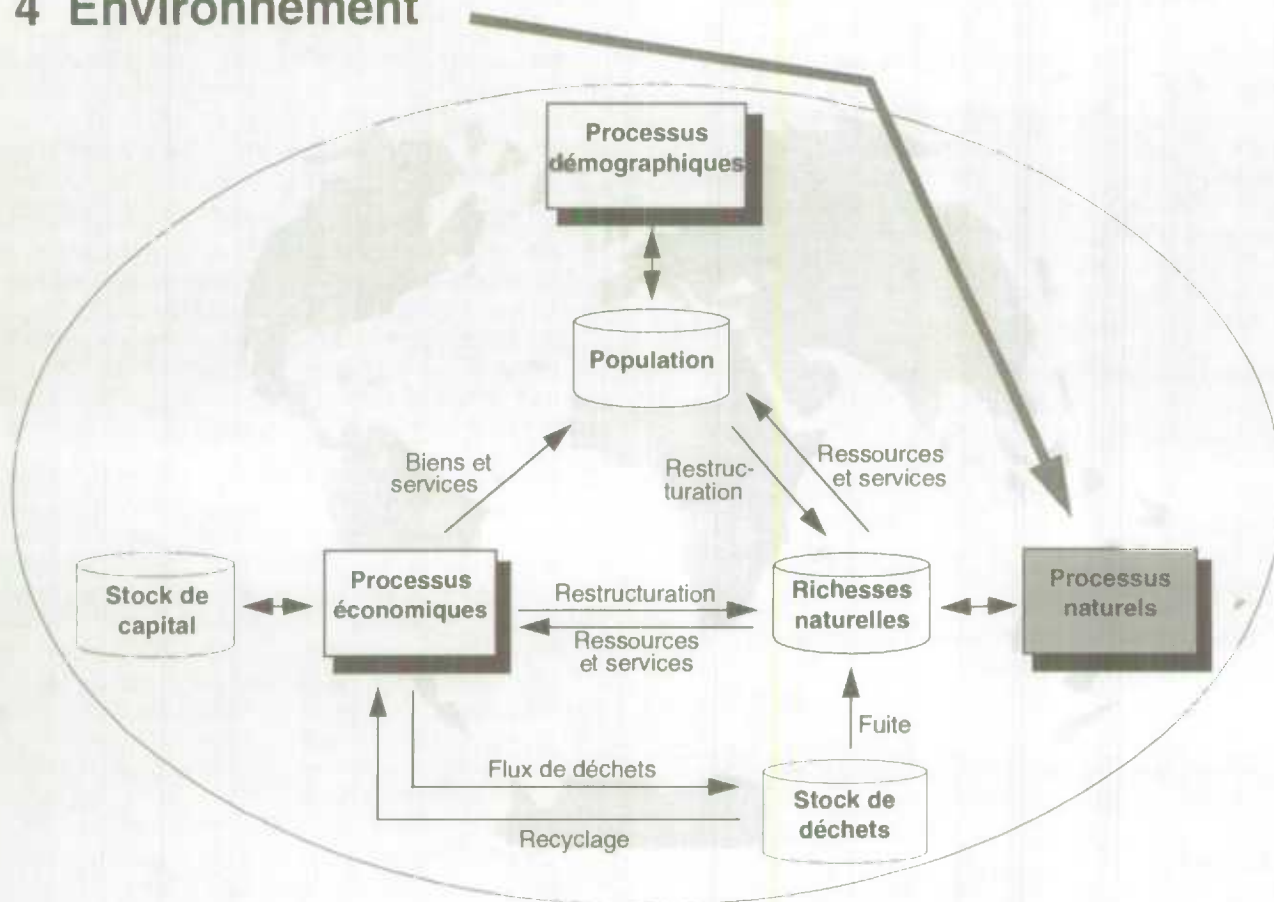 4 Environnement
Processus
démographiques
Population
Biens et
services
Restruc-
turation
Ressources
et services
Stock de
capital
Processus
économiques
Restructuration
Ressources
et services
Richesses
naturelles
Processus
naturels
Fuite
Flux de déchets
Stock de
déchets
Recyclage